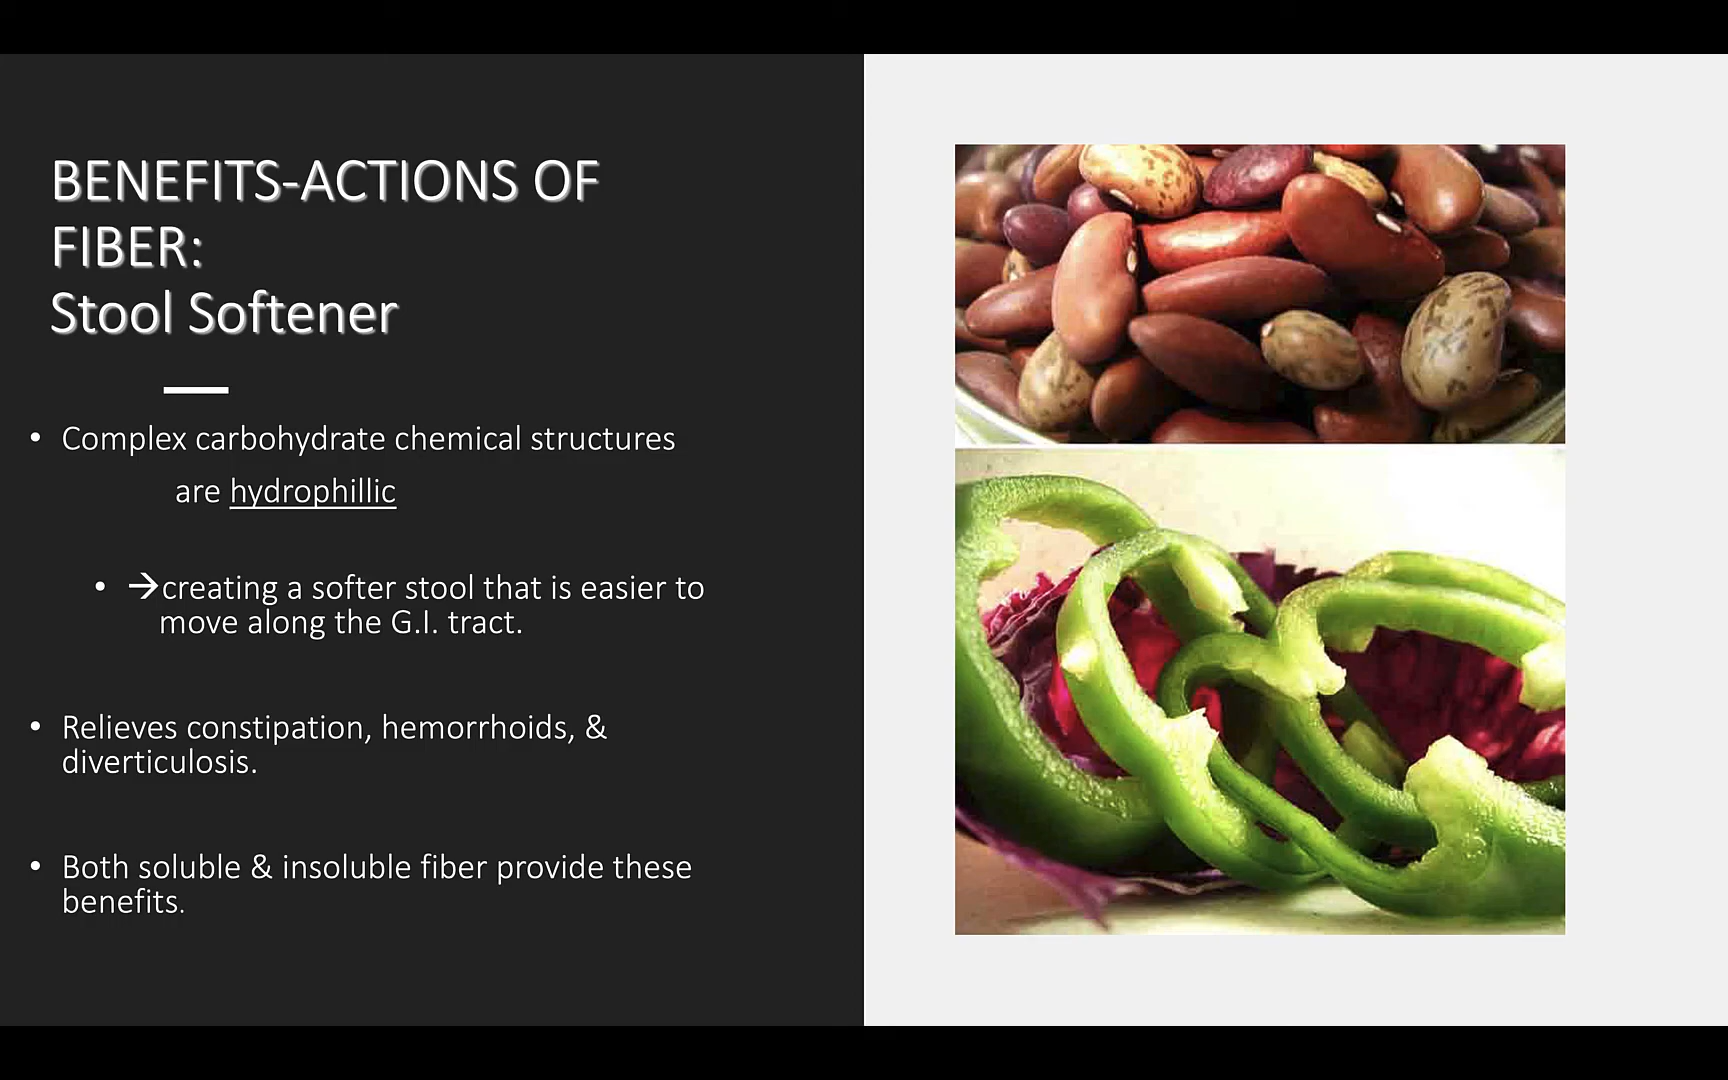 BENEFITS-ACTIONS OF
FIBER:
Stool Softener
• Complex carbohydrate chemical structures
are hydrophillic
• →creating a softer stool that is easier to
move along the G.I. tract.
• Relieves constipation, hemorrhoids, &
diverticulosis.
• Both soluble & insoluble fiber provide these
benefits.